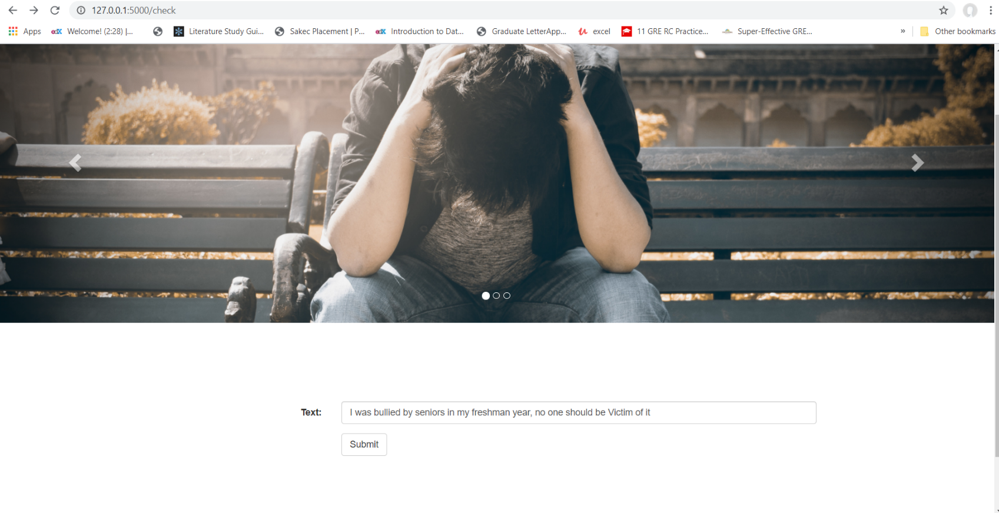 127.0.0.1:5000/check
Apps edX Welcome! (2:28) |... Literature Study Gui... Sakec Placement | P... edX Introduction to Dat... Graduate LetterApp... excel 11 GRE RC Practice... Super-Effective GRE... » Other bookmarks
Text: I was bullied by seniors in my freshman year, no one should be Victim of it
Submit